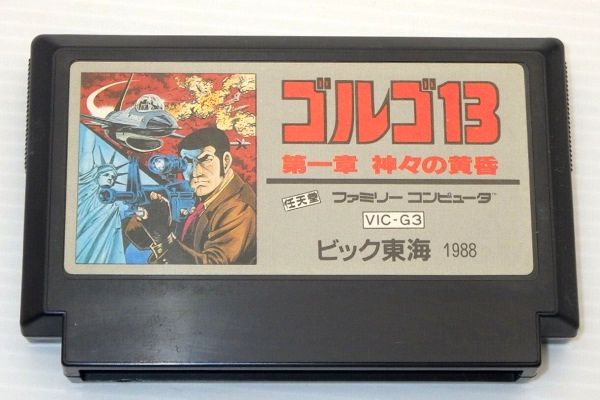 ゴルゴ13
第一章 神々の黄昏
任天堂 ファミリーコンピュータ
VIC-G3
ビック東海 1988